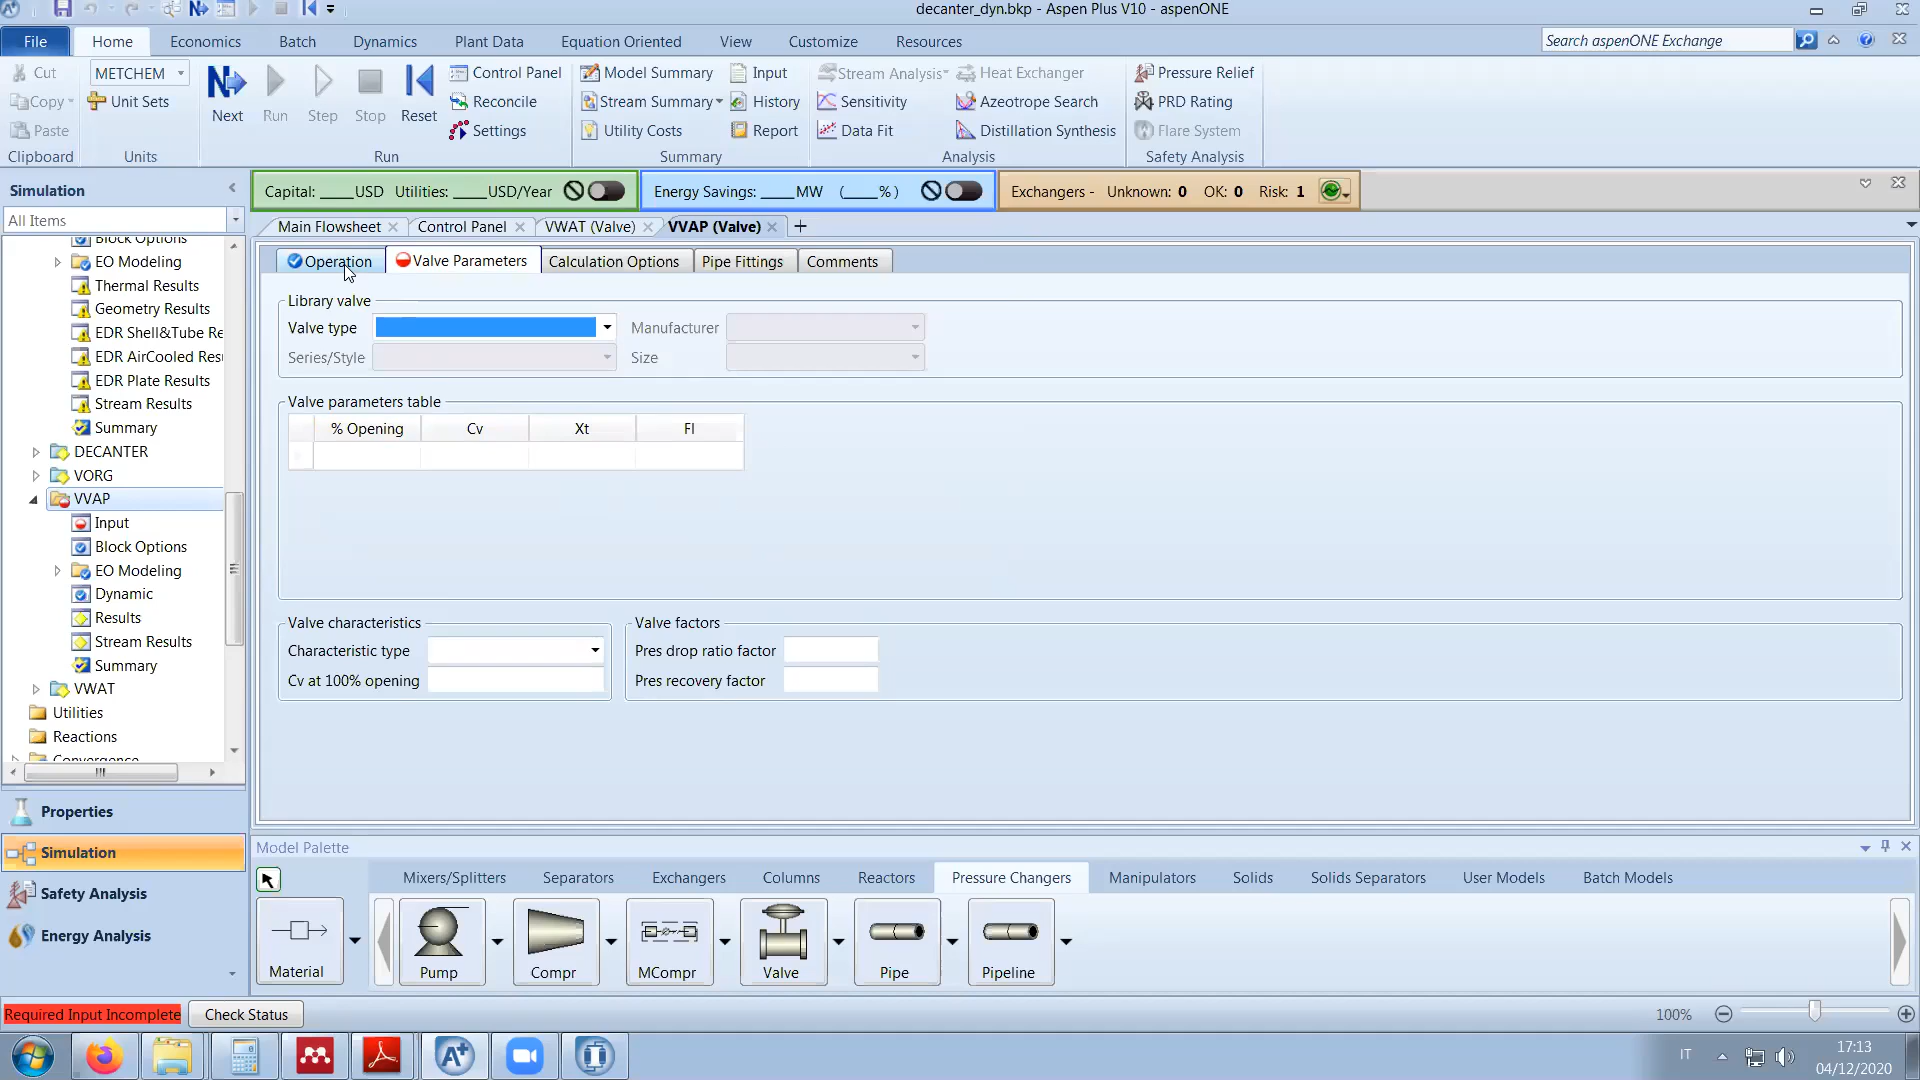 decanter_dyn.bkp - Aspen Plus V10 - aspenONE
File Home Economics Batch Dynamics Plant Data Equation Oriented View Customize Resources Search aspenONE Exchange
Cut METCHEM Control Panel Model Summary Input Stream Analysis Heat Exchanger Pressure Relief
Copy Unit Sets Next Run Step Stop Reset Reconcile Stream Summary History Sensitivity Azeotrope Search PRD Rating
Paste Settings Utility Costs Report Data Fit Distillation Synthesis Flare System
Clipboard Units Run Summary Analysis Safety Analysis
Simulation
Capital: ____USD Utilities: ____USD/Year Energy Savings: ____MW (____%) Exchangers - Unknown: 0 OK: 0 Risk: 1
All Items
Main Flowsheet Control Panel VWAT (Valve) VVAP (Valve) +
Block Options
EO Modeling
Thermal Results
Geometry Results
EDR Shell&Tube Re
EDR AirCooled Resu
EDR Plate Results
Stream Results
Summary
DECANTER
VORG
VVAP
Input
Block Options
EO Modeling
Dynamic
Results
Stream Results
Summary
VWAT
Utilities
Reactions
Convergence
Properties
Simulation
Safety Analysis
Energy Analysis
Operation Valve Parameters Calculation Options Pipe Fittings Comments
Library valve
Valve type Manufacturer
Series/Style Size
Valve parameters table
% Opening Cv Xt Fl
Valve characteristics Valve factors
Characteristic type Pres drop ratio factor
Cv at 100% opening Pres recovery factor
Model Palette
Mixers/Splitters Separators Exchangers Columns Reactors Pressure Changers Manipulators Solids Solids Separators User Models Batch Models
Material Pump Compr MCompr Valve Pipe Pipeline
Required Input Incomplete Check Status 100%
IT 17:13
04/12/2020